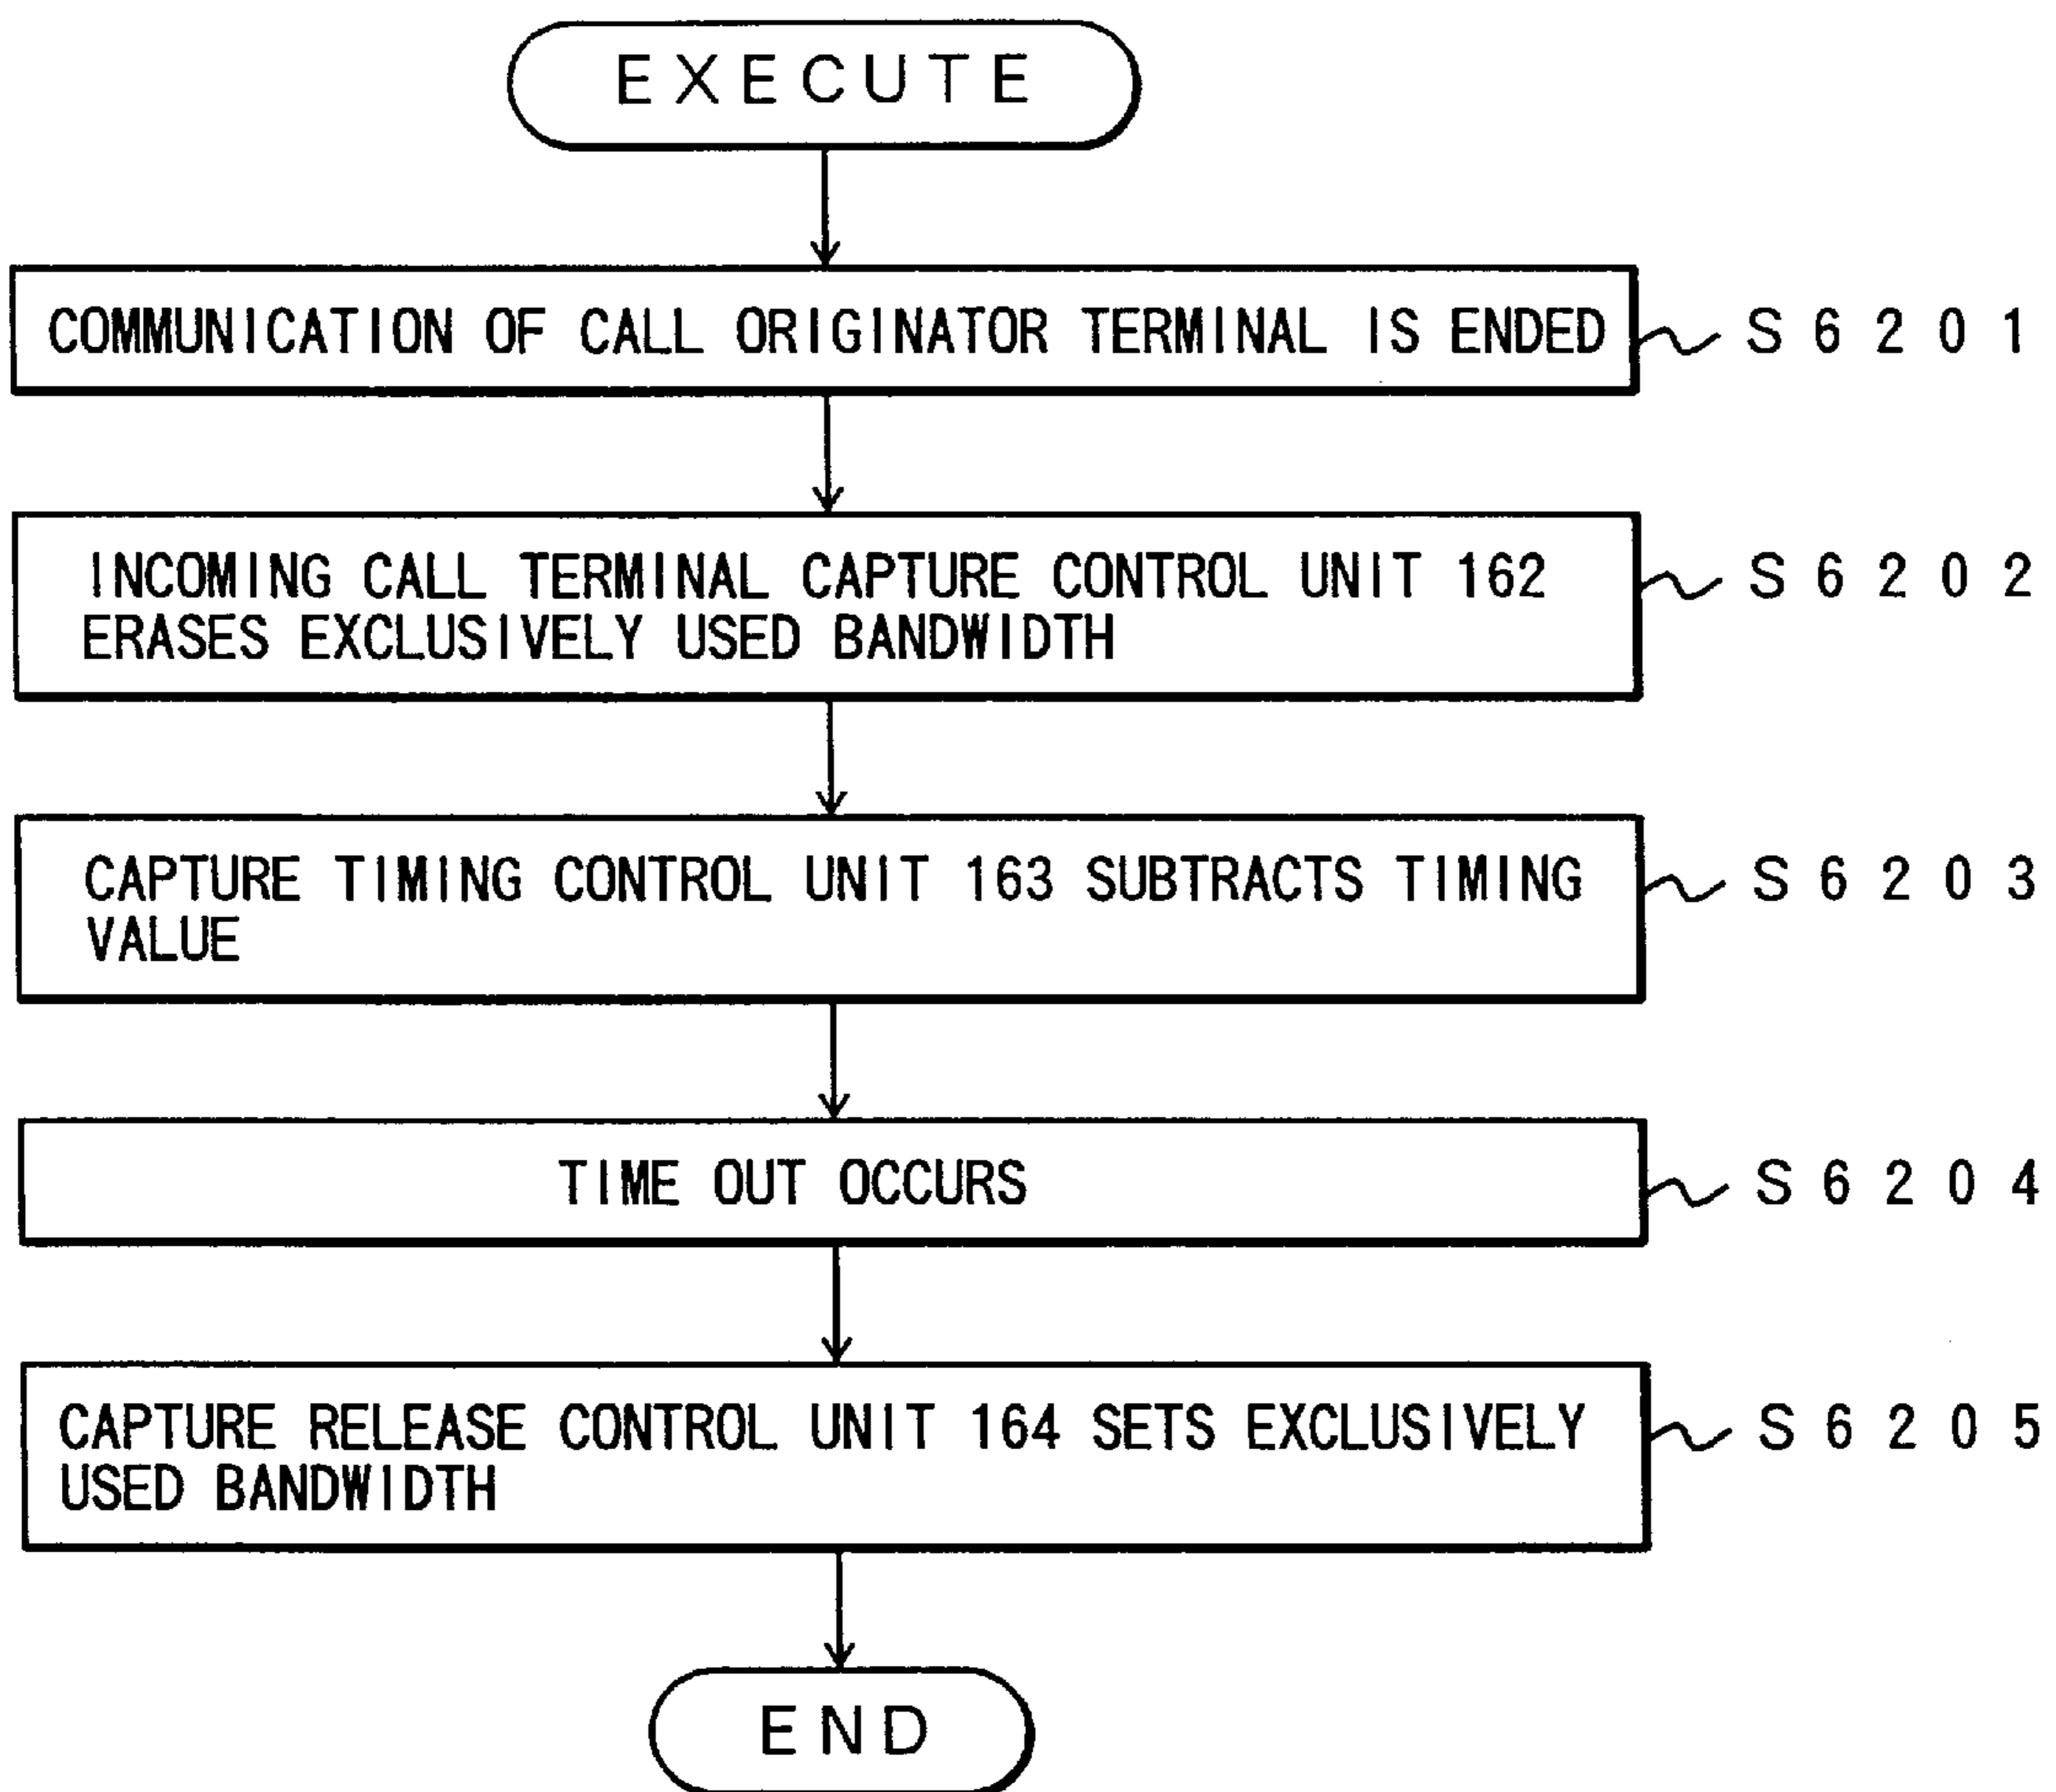 EXECUTE
COMMUNICATION OF CALL ORIGINATOR TERMINAL IS ENDED
S6201
INCOMING CALL TERMINAL CAPTURE CONTROL UNIT 162
ERASES EXCLUSIVELY USED BANDWIDTH
S6202
CAPTURE TIMING CONTROL UNIT 163 SUBTRACTS TIMING
VALUE
S6203
TIME OUT OCCURS
S6204
CAPTURE RELEASE CONTROL UNIT 164 SETS EXCLUSIVELY
USED BANDWIDTH
S6205
END